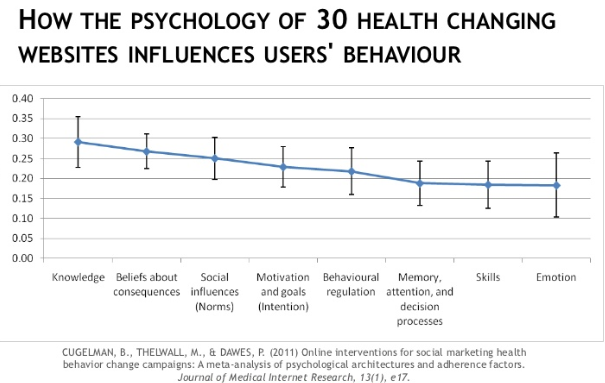 HOW THE PSYCHOLOGY OF 30 HEALTH CHANGING
WEBSITES INFLUENCES USERS' BEHAVIOUR
0.40
0.35
0.30
0.25
0.20
0.15
0.10
0.05
0.00
Knowledge
Beliefs about
consequences
Social
influences
(Norms)
Motivation
and goals
(Intention)
Behavioural
regulation
Memory,
attention, and
decision
processes
Skills
Emotion
CUGELMAN, B., THELWALL, M., & DAWES, P. (2011) Online interventions for social marketing health
behavior change campaigns: A meta-analysis of psychological architectures and adherence factors.
Journal of Medical Internet Research, 13(1), e17.